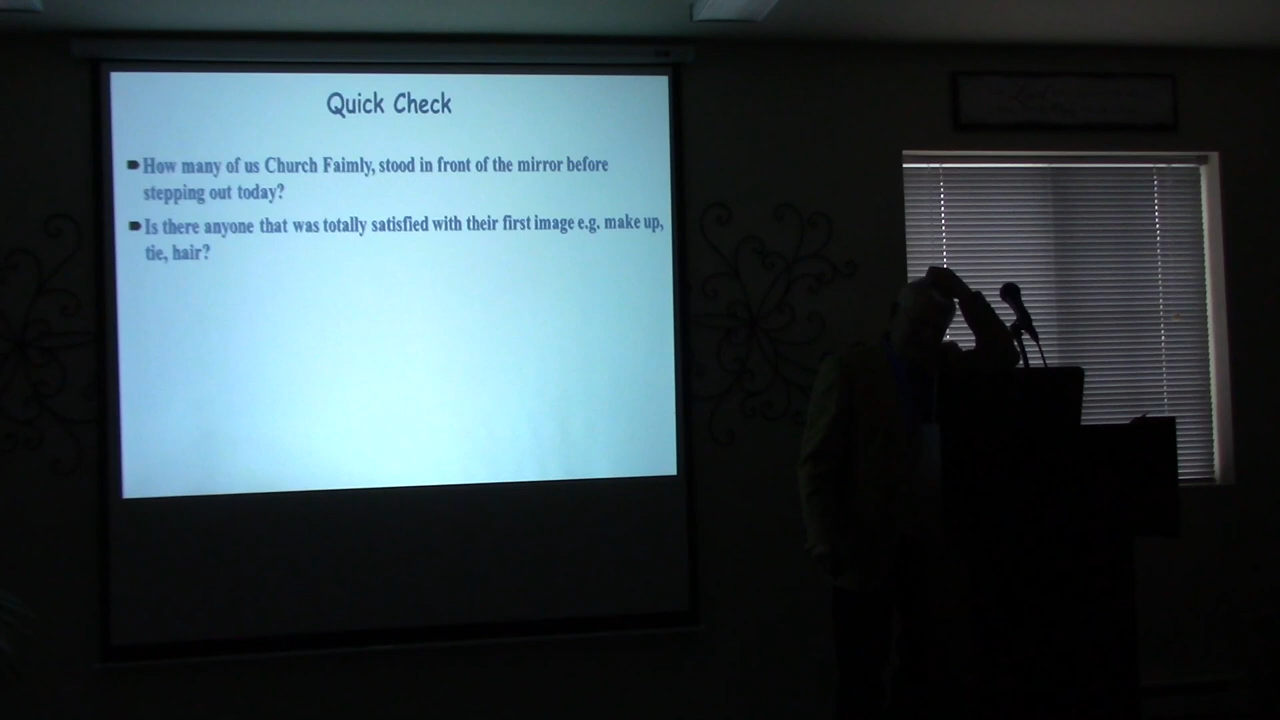 Quick Check
How many of us Church Faimly, stood in front of the mirror before
stepping out today?
Is there anyone that was totally satisfied with their first image e.g. make up,
tie, hair?